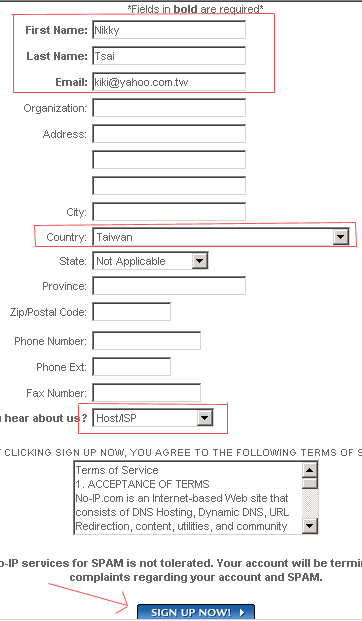 *Fields in bold are required*
First Name: Nikky
Last Name: Tsai
Email: kiki@yahoo.com.tw
Organization:
Address:
City:
Country: Taiwan
State: Not Applicable
Province:
Zip/Postal Code:
Phone Number:
Phone Ext:
Fax Number:
u hear about us? Host/ISP
T CLICKING SIGN UP NOW, YOU AGREE TO THE FOLLOWING TERMS OF S
Terms of Service
1. ACCEPTANCE OF TERMS
No-IP.com is an Internet-based Web site that
consists of DNS Hosting, Dynamic DNS, URL
Redirection, content, utilities, and community
o-IP services for SPAM is not tolerated. Your account will be termi
complaints regarding your account and SPAM.
SIGN UP NOW!